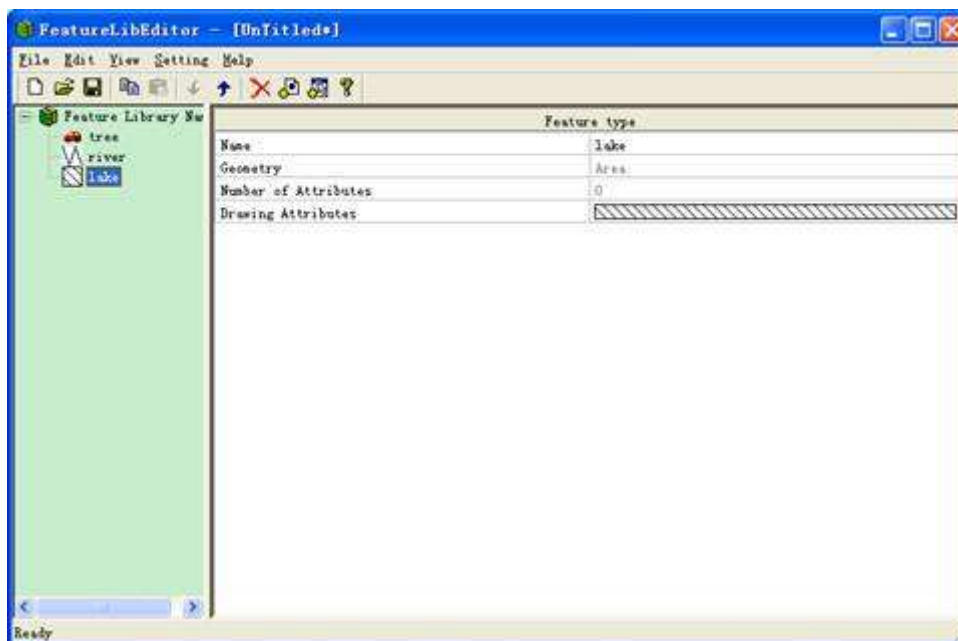 FeatureLibEditor - [UnTitled*]
File Edit View Setting Help
Feature Library Na
tree
river
lake
Feature type
Name lake
Geometry Area
Number of Attributes 0
Drawing Attributes
Ready